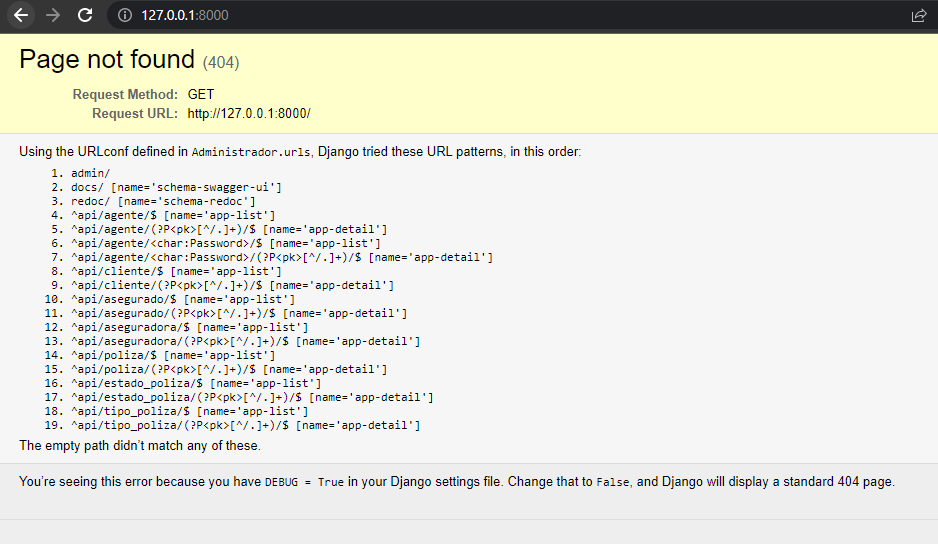 127.0.0.1:8000
Page not found (404)
Request Method: GET
Request URL: http://127.0.0.1:8000/
Using the URLconf defined in Administrador.urls, Django tried these URL patterns, in this order:
1. admin/
2. docs/ [name='schema-swagger-ui']
3. redoc/ [name='schema-redoc']
4. ^api/agente/$ [name='app-list']
5. ^api/agente/(?P<pk>[^/.]+)/$ [name='app-detail']
6. ^api/agente/<char:Password>/$ [name='app-list']
7. ^api/agente/<char:Password>/(?P<pk>[^/.]+)/$ [name='app-detail']
8. ^api/cliente/$ [name='app-list']
9. ^api/cliente/(?P<pk>[^/.]+)/$ [name='app-detail']
10. ^api/asegurado/$ [name='app-list']
11. ^api/asegurado/(?P<pk>[^/.]+)/$ [name='app-detail']
12. ^api/aseguradora/$ [name='app-list']
13. ^api/aseguradora/(?P<pk>[^/.]+)/$ [name='app-detail']
14. ^api/poliza/$ [name='app-list']
15. ^api/poliza/(?P<pk>[^/.]+)/$ [name='app-detail']
16. ^api/estado_poliza/$ [name='app-list']
17. ^api/estado_poliza/(?P<pk>[^/.]+)/$ [name='app-detail']
18. ^api/tipo_poliza/$ [name='app-list']
19. ^api/tipo_poliza/(?P<pk>[^/.]+)/$ [name='app-detail']
The empty path didn’t match any of these.
You’re seeing this error because you have DEBUG = True in your Django settings file. Change that to False, and Django will display a standard 404 page.